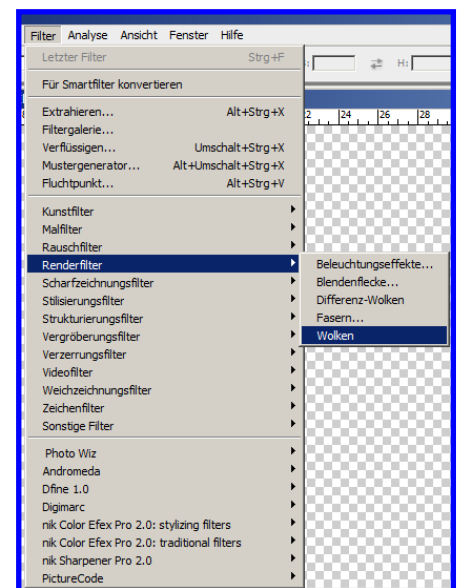 Filter Analyse Ansicht Fenster Hilfe
Letzter Filter Strg+F
H:
Für Smartfilter konvertieren
Extrahieren... Alt+Strg+X
24 26 28
Filtergalerie...
Verflüssigen... Umschalt+Strg+X
Mustergenerator... Alt+Umschalt+Strg+X
Fluchtpunkt... Alt+Strg+V
Kunstfilter
Malfilter
Rauschfilter
Renderfilter
Scharfzeichnungsfilter
Stilisierungsfilter
Strukturierungsfilter
Vergröberungsfilter
Verzerrungsfilter
Videofilter
Weichzeichnungsfilter
Zeichenfilter
Sonstige Filter
Beleuchtungseffekte...
Blendenflecke...
Differenz-Wolken
Fasern...
Wolken
Photo Wiz
Andromeda
Dfine 1.0
Digimarc
nik Color Efex Pro 2.0: stylizing filters
nik Color Efex Pro 2.0: traditional filters
nik Sharpener Pro 2.0
PictureCode